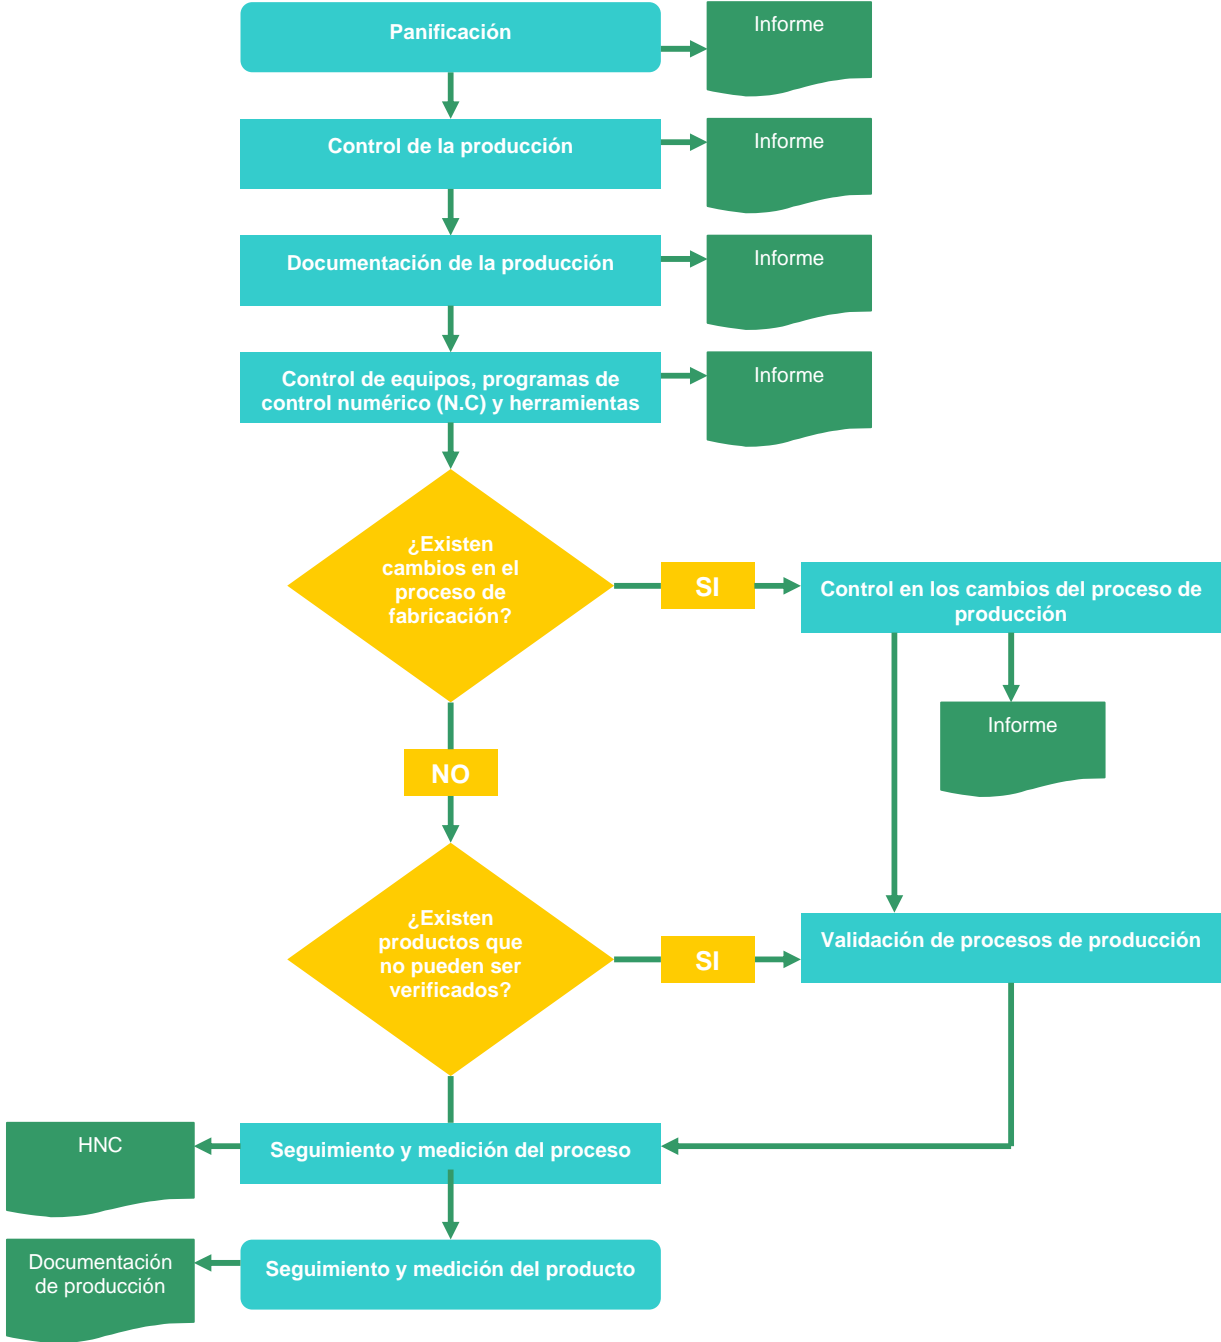 Panificación
Informe
Control de la producción
Informe
Documentación de la producción
Informe
Control de equipos, programas de
control numérico (N.C) y herramientas
Informe
¿Existen
cambios en el
proceso de
fabricación?
SI
Control en los cambios del proceso de
producción
Informe
NO
¿Existen
productos que
no pueden ser
verificados?
SI
Validación de procesos de producción
HNC
Seguimiento y medición del proceso
Documentación
de producción
Seguimiento y medición del producto